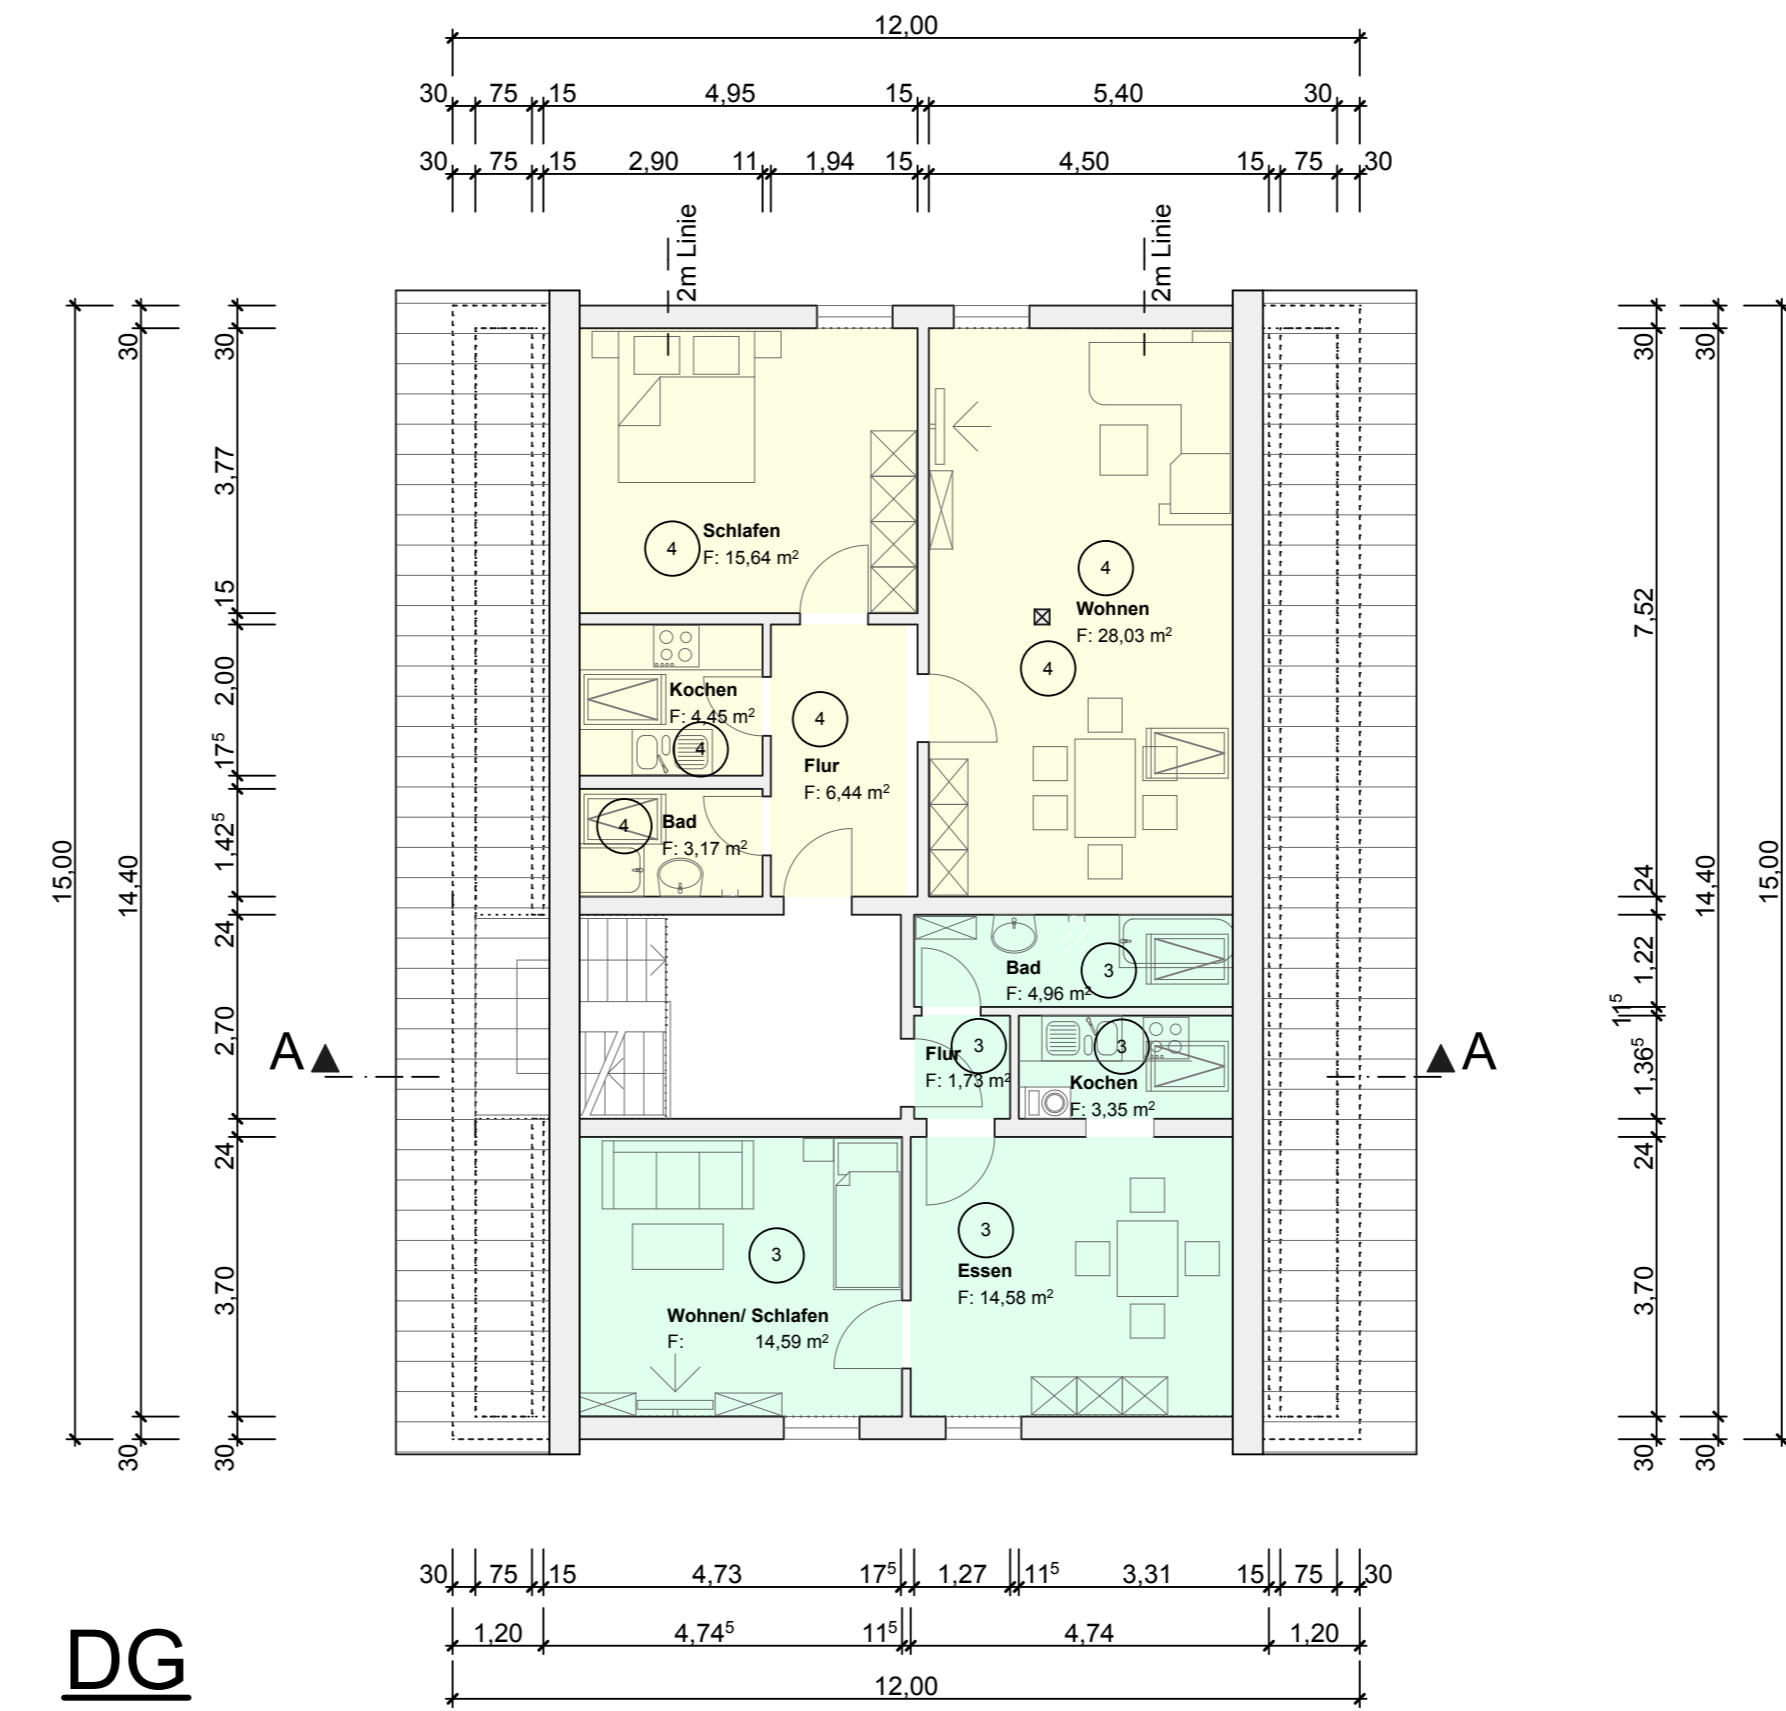 12,00
30 75 15 4,95 15 5,40 30
30 75 15 2,90 11 1,94 15 4,50 15 75 30
2m Linie
2m Linie
15,00
30
14,40
30
30
3,77
15
2,00
17⁵
1,42⁵
24
2,70
24
3,70
30
Schlafen
4
F: 15,64 m²
4
Wohnen
F: 28,03 m²
4
Kochen
F: 4,45 m²
4
4
Flur
F: 6,44 m²
4
Bad
F: 3,17 m²
Bad
3
F: 4,96 m²
Flur
3
F: 1,73 m²
3
Kochen
F: 3,35 m²
3
Wohnen/ Schlafen
F: 14,59 m²
3
Essen
F: 14,58 m²
A
A
30
7,52
24
1,22
11⁵
1,36⁵
24
3,70
30
30
14,40
30
15,00
30 75 15 4,73 17⁵ 1,27 11⁵ 3,31 15 75 30
1,20 4,74⁵ 11⁵ 4,74 1,20
12,00
DG